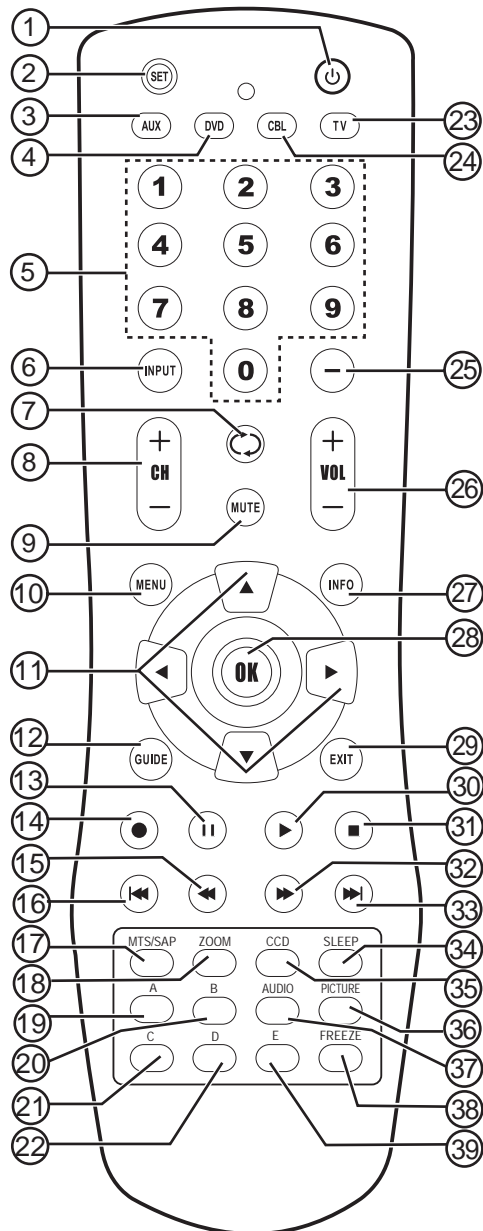 1
2 SET
3 AUX DVD CBL TV 23
4 24
1 2 3
5 4 5 6
7 8 9
6 INPUT 0 − 25
7
8 + CH − + VOL − 26
9 MUTE
10 MENU INFO 27
28
11 OK
12 GUIDE EXIT 29
13 30
14 31
15 32
16 33
17 MTS/SAP ZOOM CCD SLEEP 34
18 35
19 A B AUDIO PICTURE 36
20 37
21 C D E FREEZE 38
22 39